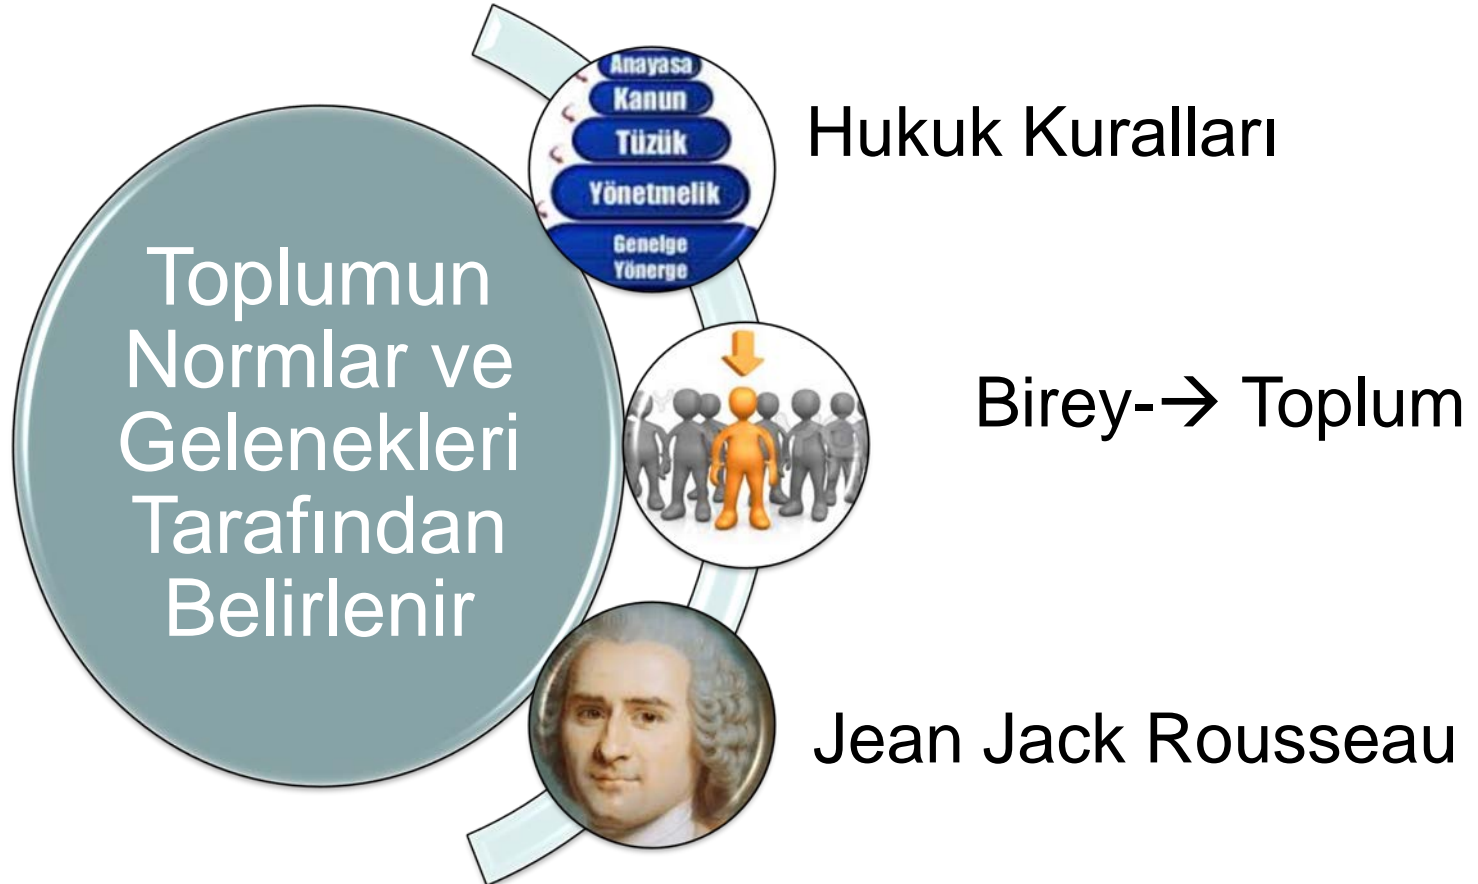 Toplumun
Normlar ve
Gelenekleri
Tarafından
Belirlenir
Anayasa
Kanun
Tüzük
Yönetmelik
Genelge
Yönerge
Hukuk Kuralları
Birey-→ Toplum
Jean Jack Rousseau